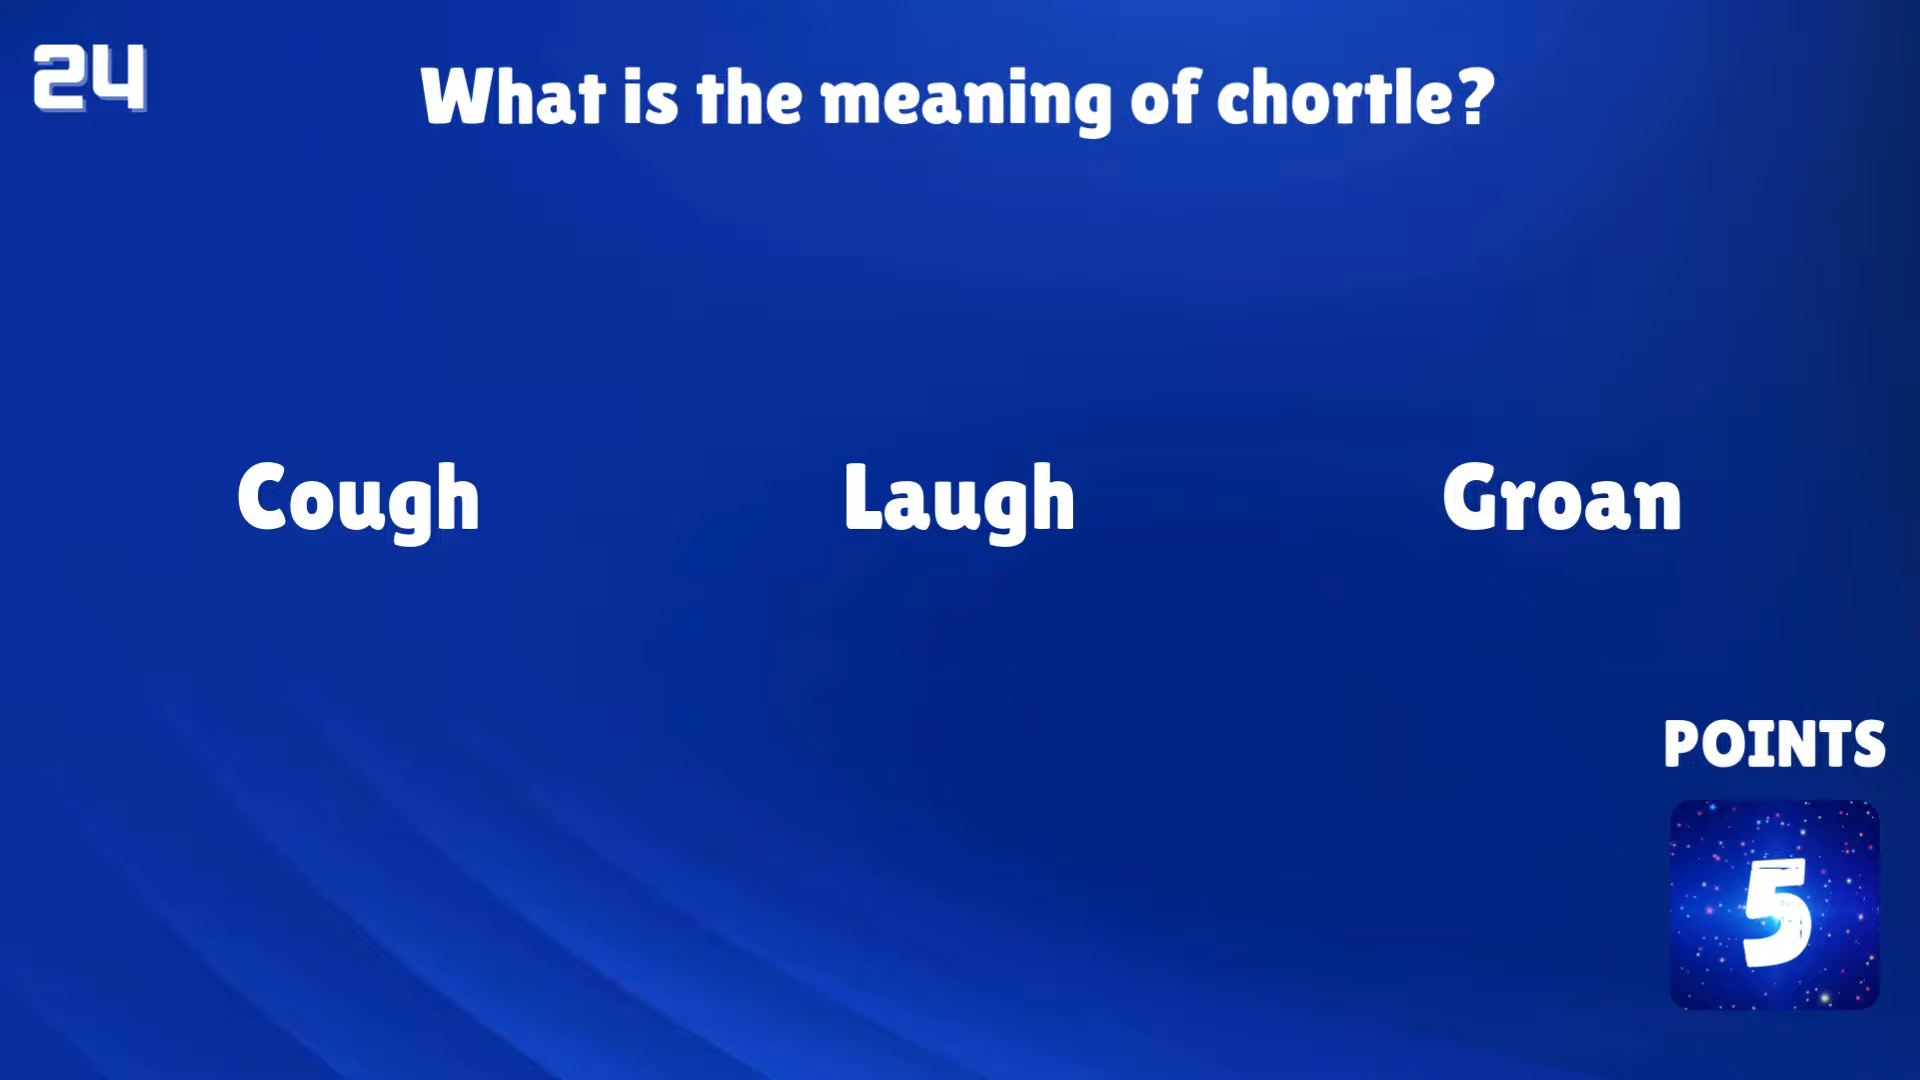 24
What is the meaning of chortle?
Cough
Laugh
Groan
POINTS
5